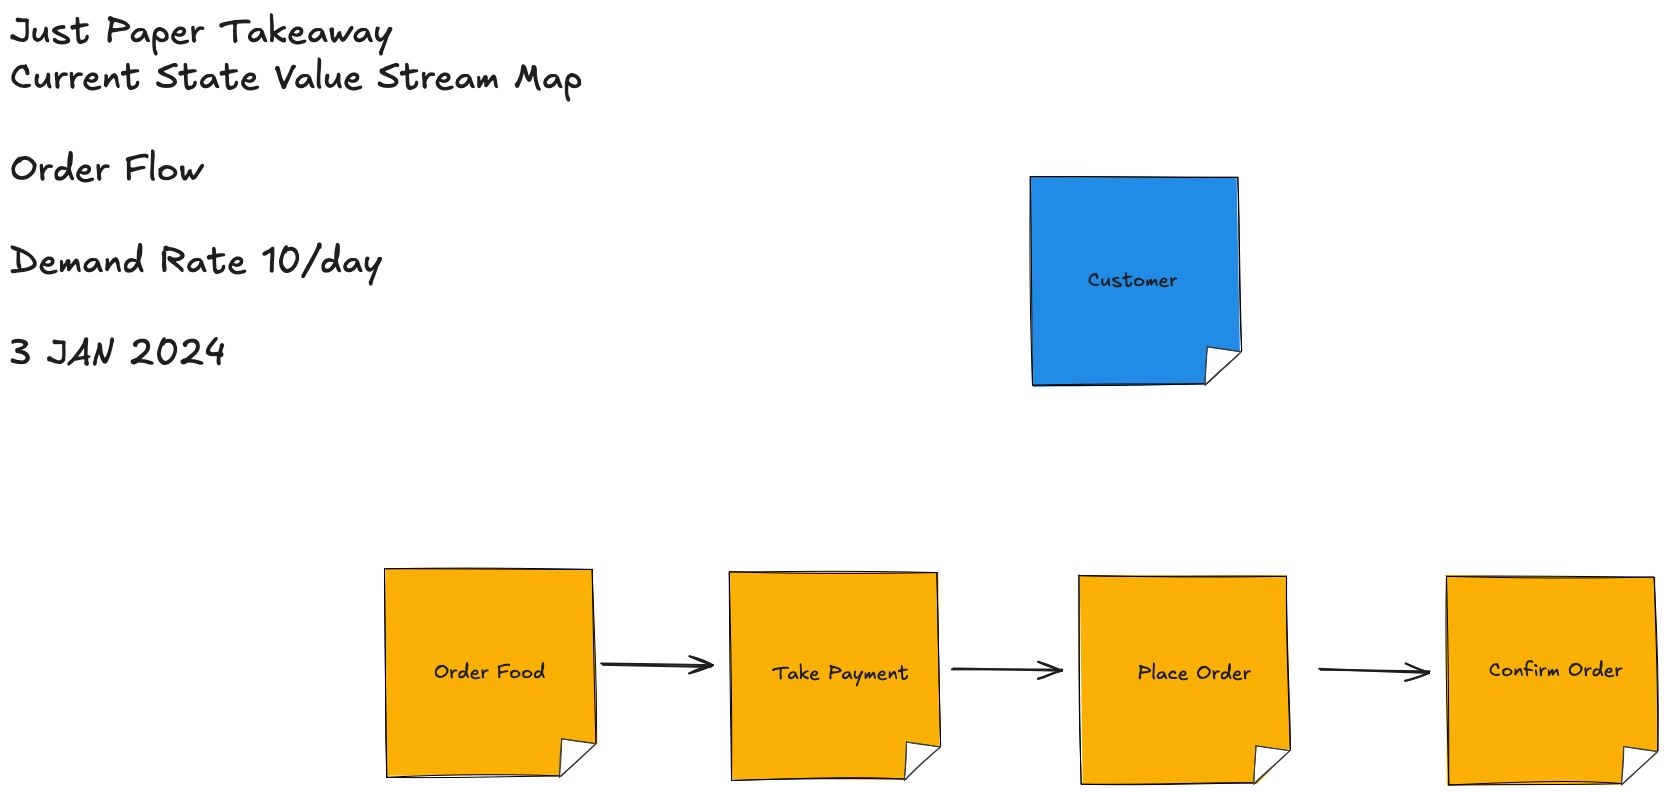 Just Paper Takeaway
Current State Value Stream Map
Order Flow
Demand Rate 10/day
3 JAN 2024
Customer
Order Food
Take Payment
Place Order
Confirm Order